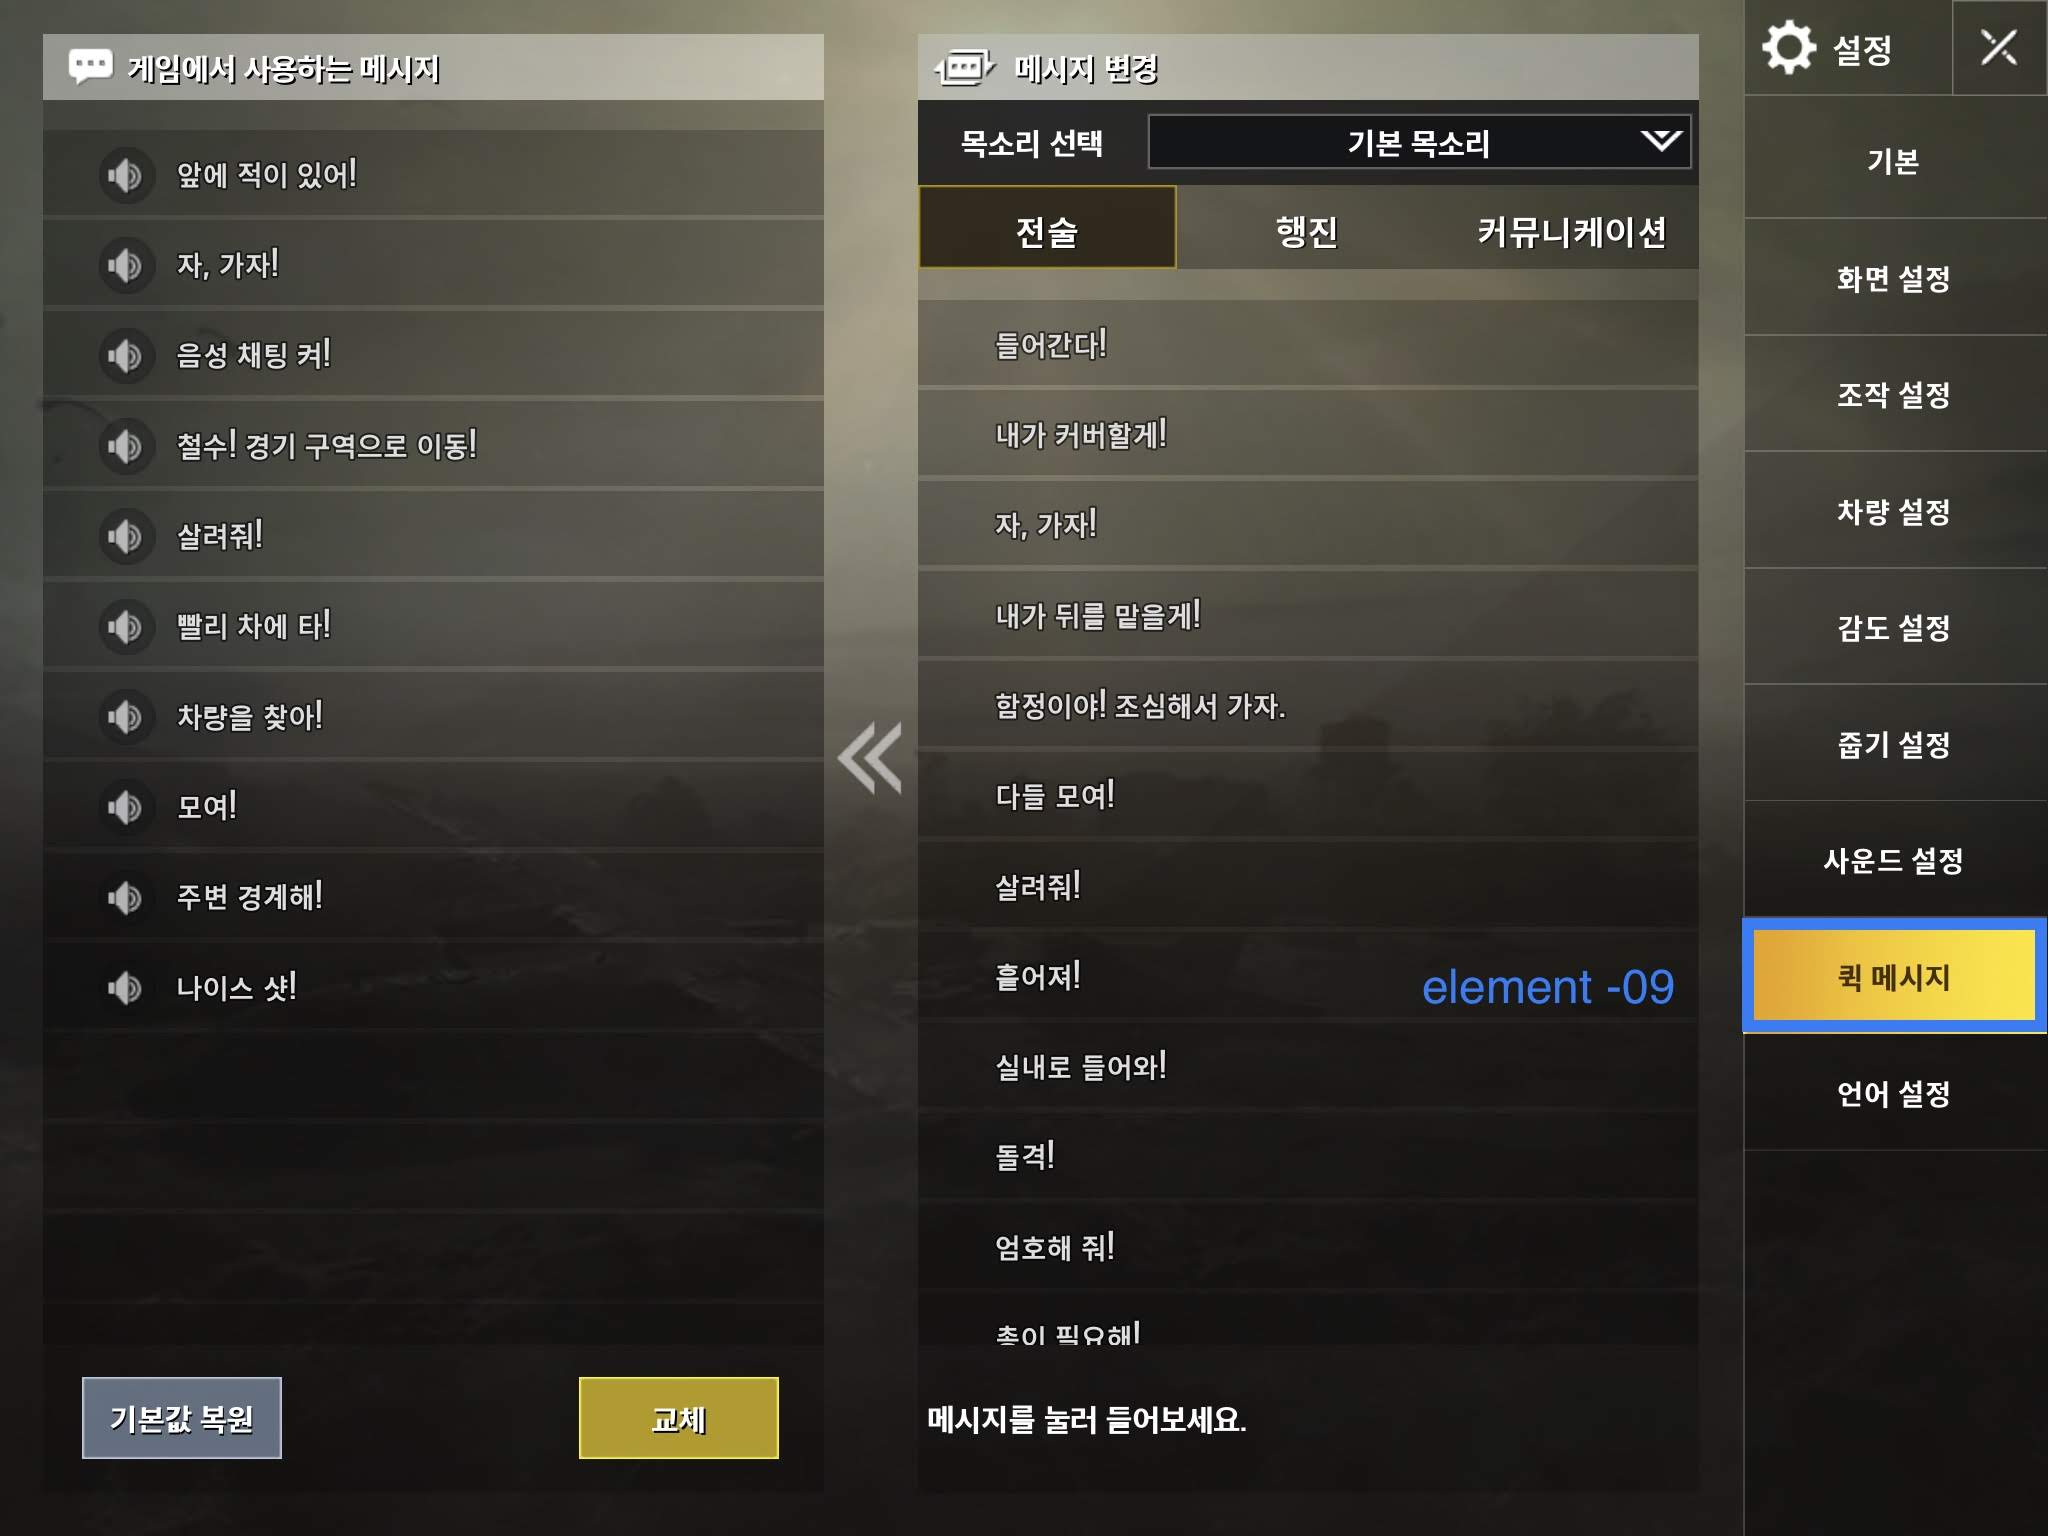 게임에서 사용하는 메시지
앞에 적이 있어!
자, 가자!
음성 채팅 켜!
철수! 경기 구역으로 이동!
살려줘!
빨리 차에 타!
차량을 찾아!
모여!
주변 경계해!
나이스 샷!
기본값 복원
교체
메시지 변경
목소리 선택
기본 목소리
전술
행진
커뮤니케이션
들어간다!
내가 커버할게!
자, 가자!
내가 뒤를 맡을게!
함정이야! 조심해서 가자.
다들 모여!
살려줘!
흩어져!
element -09
실내로 들어와!
돌격!
엄호해 줘!
총이 필요해!
메시지를 눌러 들어보세요.
설정
기본
화면 설정
조작 설정
차량 설정
감도 설정
줍기 설정
사운드 설정
퀵 메시지
언어 설정